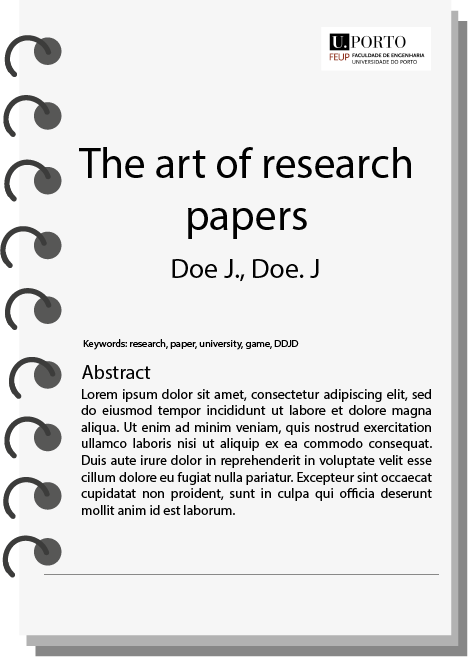 U. PORTO
FEUP FACULDADE DE ENGENHARIA
UNIVERSIDADE DO PORTO
The art of research
papers
Doe J., Doe. J
Keywords: research, paper, university, game, DDJD
Abstract
Lorem ipsum dolor sit amet, consectetur adipiscing elit, sed
do eiusmod tempor incididunt ut labore et dolore magna
aliqua. Ut enim ad minim veniam, quis nostrud exercitation
ullamco laboris nisi ut aliquip ex ea commodo consequat.
Duis aute irure dolor in reprehenderit in voluptate velit esse
cillum dolore eu fugiat nulla pariatur. Excepteur sint occaecat
cupidatat non proident, sunt in culpa qui officia deserunt
mollit anim id est laborum.